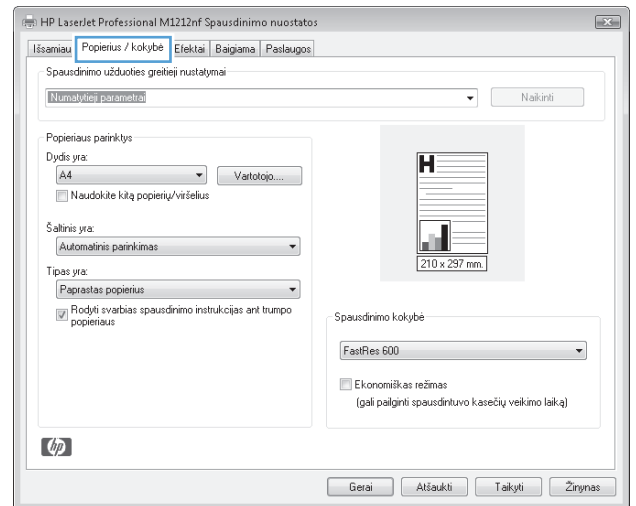 HP LaserJet Professional M1212nf Spausdinimo nuostatos
Išsamiau Popierius / kokybė Efektai Baigiama Paslaugos
Spausdinimo užduoties greitieji nustatymai
Numatytieji parametrai
Naikinti
Popieriaus parinktys
Dydis yra:
A4
Vartotojo....
Naudokite kitą popierių/viršelius
Šaltinis yra:
Automatinis parinkimas
Tipas yra:
Paprastas popierius
Rodyti svarbias spausdinimo instrukcijas ant trumpo
popieriaus
H
210 x 297 mm.
Spausdinimo kokybė
FastRes 600
Ekonomiškas režimas
(gali pailginti spausdintuvo kasečių veikimo laiką)
hp
Gerai Atšaukti Taikyti Žinynas